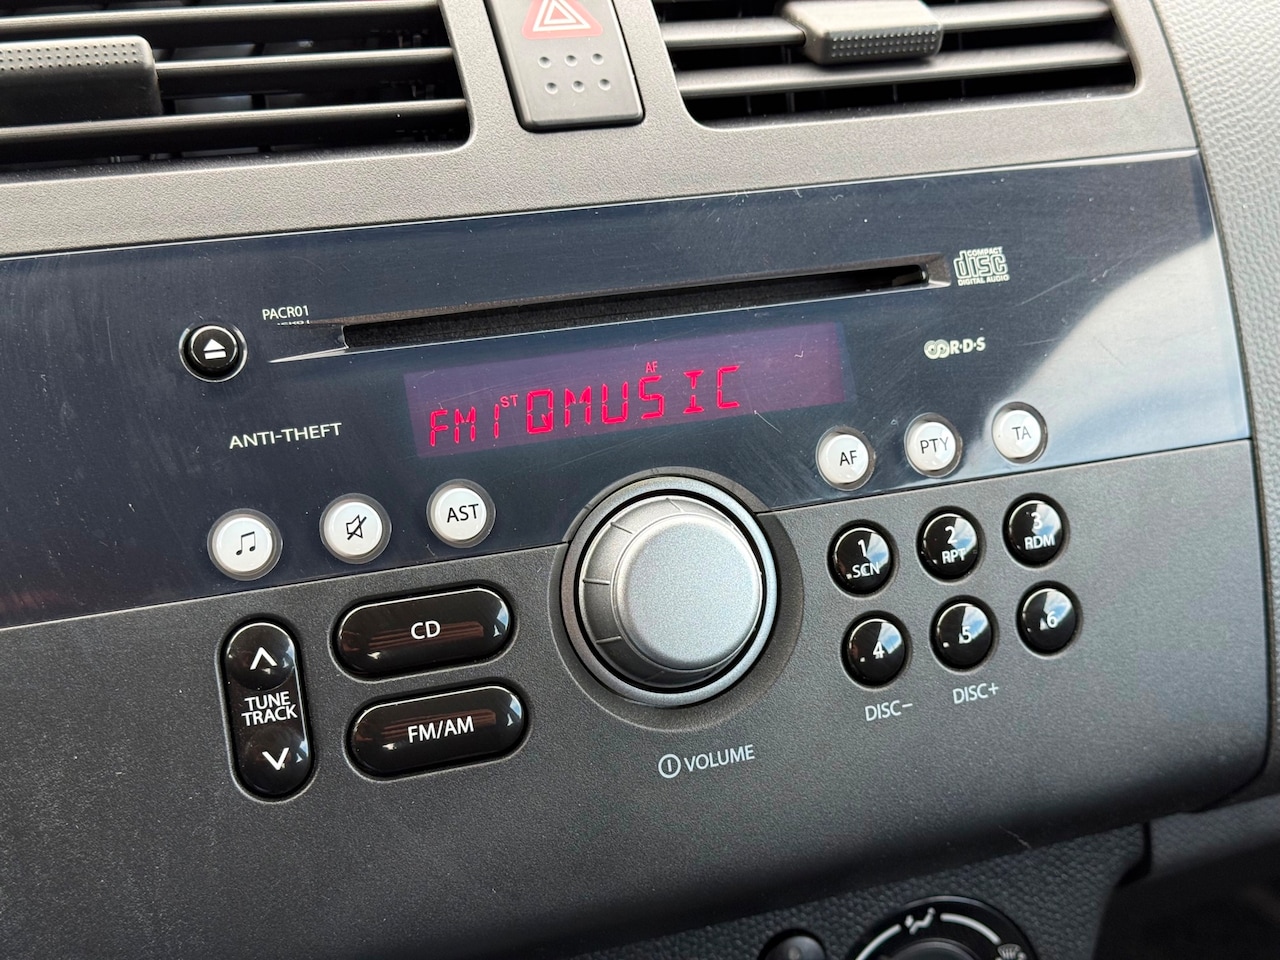 PACR01
COMPACT
disc
DIGITAL AUDIO
R·D·S
AF
FM1 ST QMUSIC
ANTI-THEFT
AF
PTY
TA
AST
1
SCN
2
RPT
3
RDM
CD
TUNE
TRACK
FM/AM
4
5
6
DISC-
DISC+
VOLUME